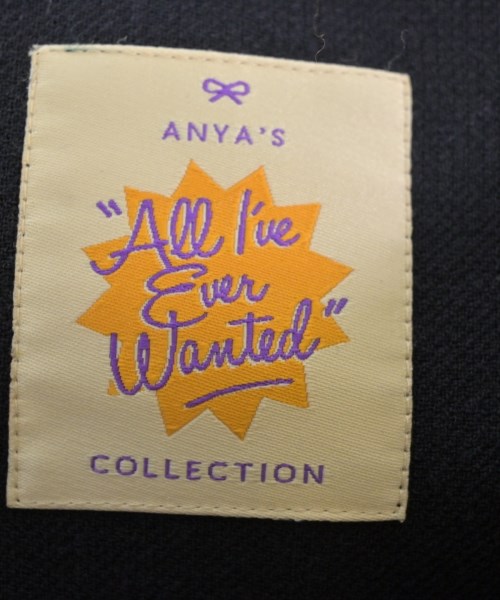 ANYA'S
"All I've
Ever
Wanted"
COLLECTION